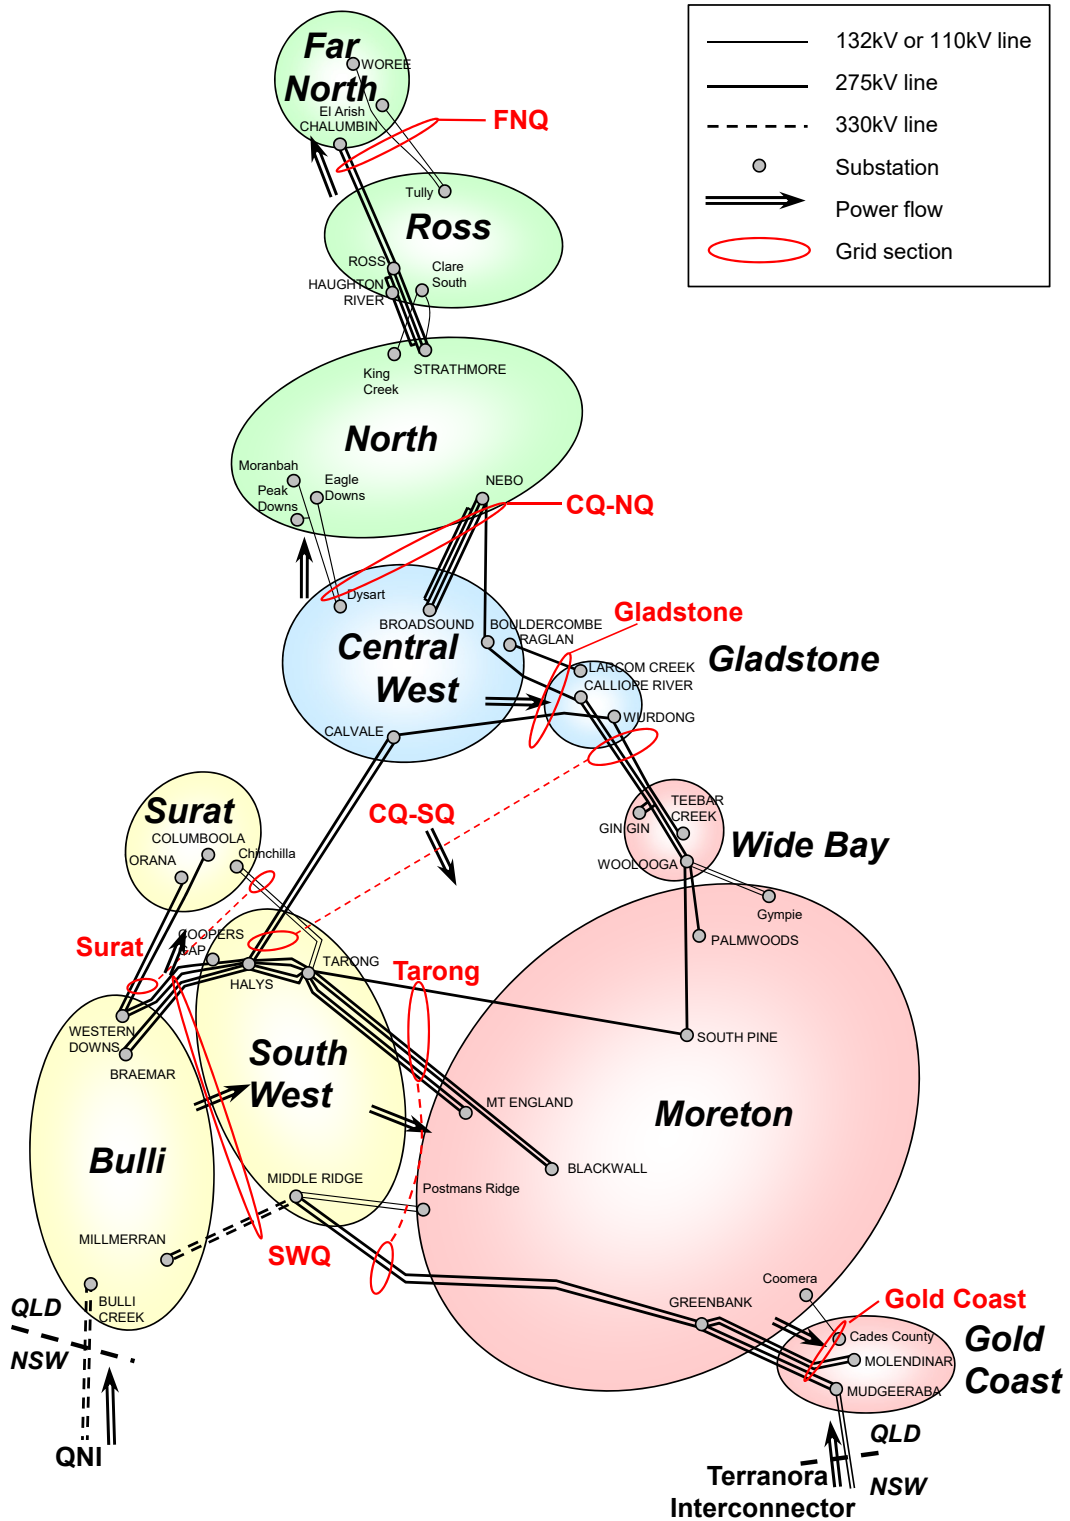 132kV or 110kV line
275kV line
330kV line
Substation
Power flow
Grid section
Far
North
WOREE
El Arish
CHALUMBIN
FNQ
Tully
Ross
ROSS
HAUGHTON
RIVER
Clare
South
King
Creek
STRATHMORE
North
Moranbah
Eagle
Downs
Peak
Downs
NEBO
CQ-NQ
Dysart
BROADSOUND
BOULDERCOMBE
RAGLAN
Gladstone
Central
West
LARCOM CREEK
CALLIOPE RIVER
Gladstone
WURDONG
CALVALE
Surat
COLUMBOOLA
ORANA
Chinchilla
CQ-SQ
TEEBAR
CREEK
GIN GIN
Wide Bay
WOOLOOGA
Gympie
PALMWOODS
Surat
COOPERS
GAP
HALYS
TARONG
Tarong
WESTERN
DOWNS
BRAEMAR
SOUTH PINE
South
West
MT ENGLAND
Moreton
Bulli
BLACKWALL
MIDDLE RIDGE
Postmans Ridge
MILLMERRAN
SWQ
BULLI
CREEK
QLD
NSW
QNI
Coomera
GREENBANK
Gold Coast
Cades County
MOLENDINAR
MUDGEERABA
Gold
Coast
QLD
NSW
Terranora
Interconnector